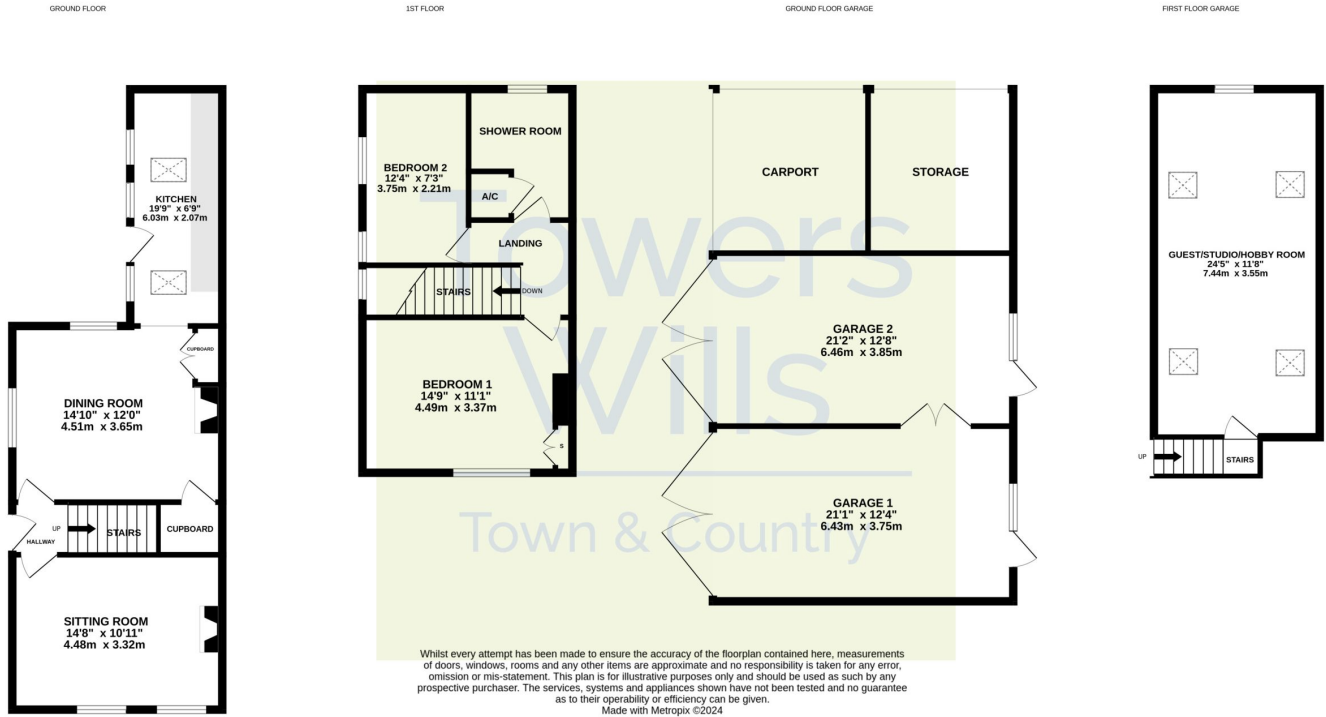 GROUND FLOOR
1ST FLOOR
GROUND FLOOR GARAGE
FIRST FLOOR GARAGE
KITCHEN
19'9" x 6'9"
6.03m x 2.07m
CUPBOARD
DINING ROOM
14'10" x 12'0"
4.51m x 3.65m
UP
STAIRS
CUPBOARD
HALLWAY
SITTING ROOM
14'8" x 10'11"
4.48m x 3.32m
SHOWER ROOM
BEDROOM 2
12'4" x 7'3"
3.75m x 2.21m
A/C
LANDING
STAIRS
DOWN
BEDROOM 1
14'9" x 11'1"
4.49m x 3.37m
S
CARPORT
STORAGE
GARAGE 2
21'2" x 12'8"
6.46m x 3.85m
GARAGE 1
21'1" x 12'4"
6.43m x 3.75m
GUEST/STUDIO/HOBBY ROOM
24'5" x 11'8"
7.44m x 3.55m
UP
STAIRS
Towers
Wills
Town & Country
Whilst every attempt has been made to ensure the accuracy of the floorplan contained here, measurements
of doors, windows, rooms and any other items are approximate and no responsibility is taken for any error,
omission or mis-statement. This plan is for illustrative purposes only and should be used as such by any
prospective purchaser. The services, systems and appliances shown have not been tested and no guarantee
as to their operability or efficiency can be given.
Made with Metropix ©2024